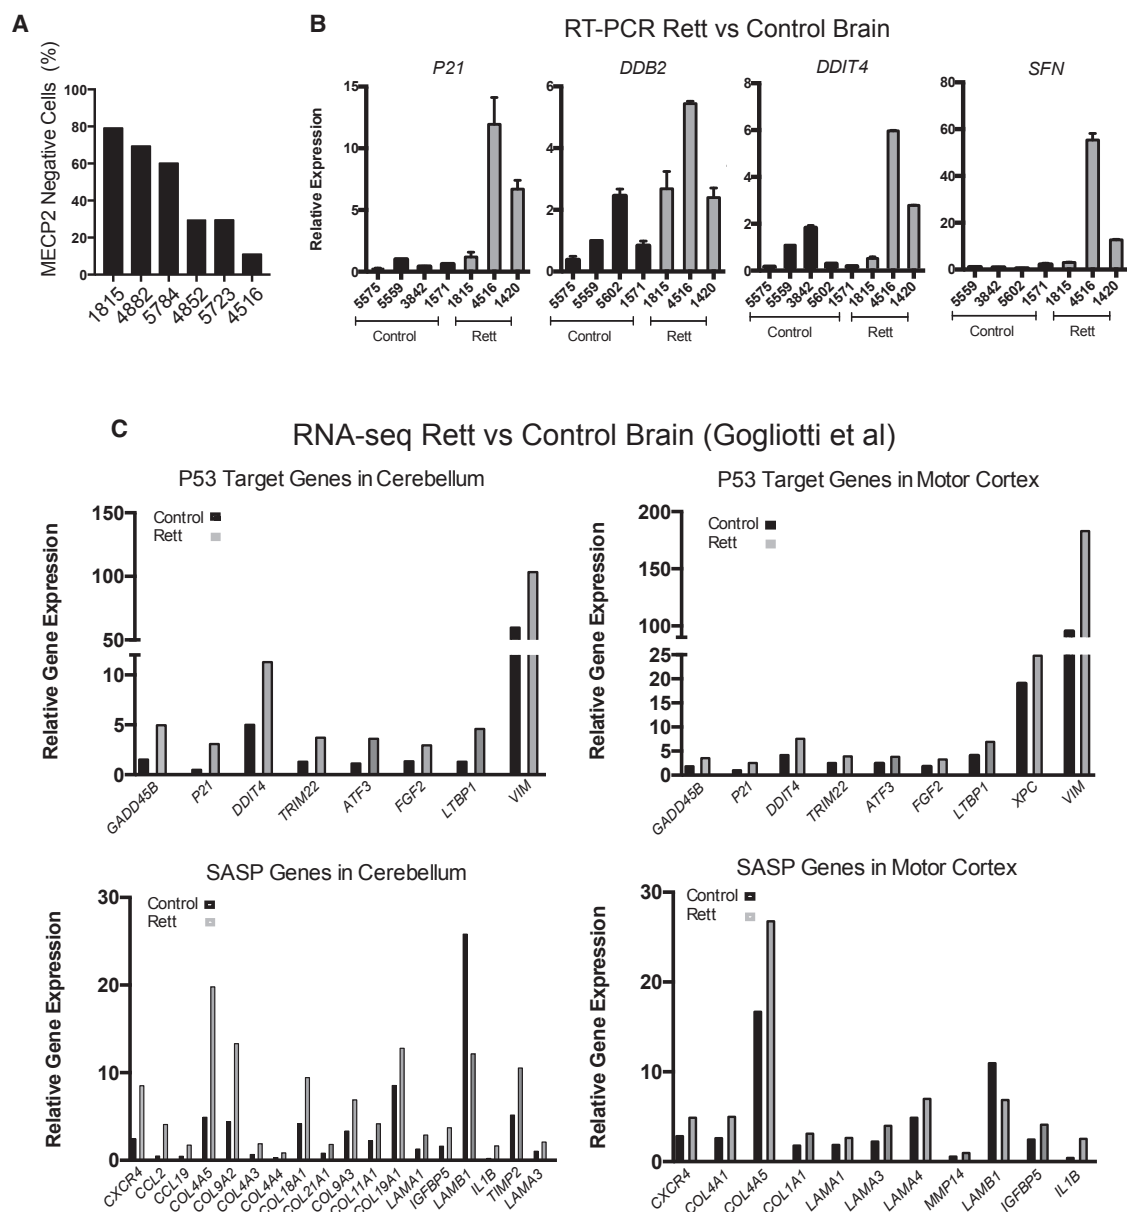 A
MECP2 Negative Cells (%)
100
80
60
40
20
0
1815
4882
5784
4852
5723
4516
B
RT-PCR Rett vs Control Brain
P21
Relative Expression
15
10
5
0
5575
5559
3842
1571
1815
4516
1420
Control
Rett
DDB2
6
4
2
0
5575
5559
5602
1571
1815
4516
1420
Control
Rett
DDIT4
8
6
4
2
0
5575
5559
3842
5602
1571
1815
4516
1420
Control
Rett
SFN
80
60
40
20
0
5559
3842
5602
1571
1815
4516
1420
Control
Rett
C
RNA-seq Rett vs Control Brain (Gogliotti et al)
P53 Target Genes in Cerebellum
Relative Gene Expression
150
100
50
10
5
0
Control
Rett
GADD45B
P21
DDIT4
TRIM22
ATF3
FGF2
LTBP1
VIM
P53 Target Genes in Motor Cortex
Relative Gene Expression
200
150
100
25
20
15
10
5
0
Control
Rett
GADD45B
P21
DDIT4
TRIM22
ATF3
FGF2
LTBP1
XPC
VIM
SASP Genes in Cerebellum
Relative Gene Expression
30
20
10
0
Control
Rett
CXCR4
CCL2
CCL19
COL4A5
COL9A2
COL4A3
COL4A4
COL18A1
COL21A1
COL9A3
COL11A1
COL19A1
LAMA1
IGFBP5
LAMB1
IL1B
TIMP2
LAMA3
SASP Genes in Motor Cortex
Relative Gene Expression
30
20
10
0
Control
Rett
CXCR4
COL4A1
COL4A5
COL1A1
LAMA1
LAMA3
LAMA4
MMP14
LAMB1
IGFBP5
IL1B